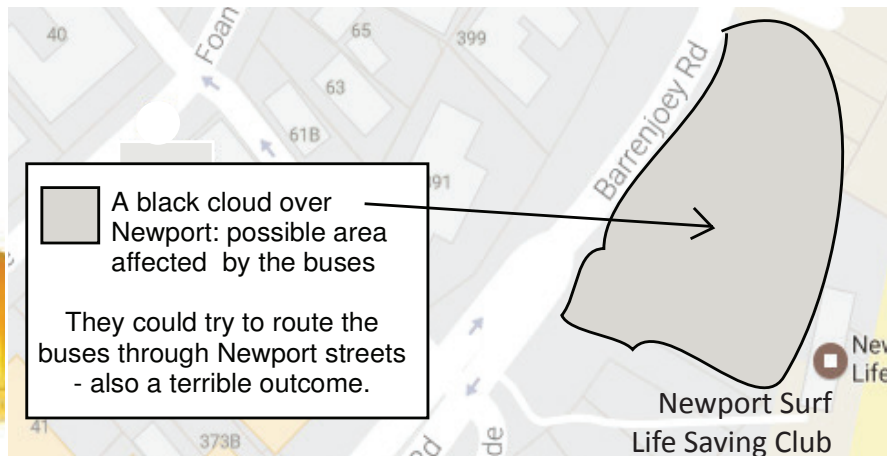 40
Foan
65
399
63
61B
Barrenjoey Rd
391
A black cloud over
Newport: possible area
affected by the buses
They could try to route the
buses through Newport streets
- also a terrible outcome.
New
Life
Newport Surf
Life Saving Club
41
373B
Rd
de